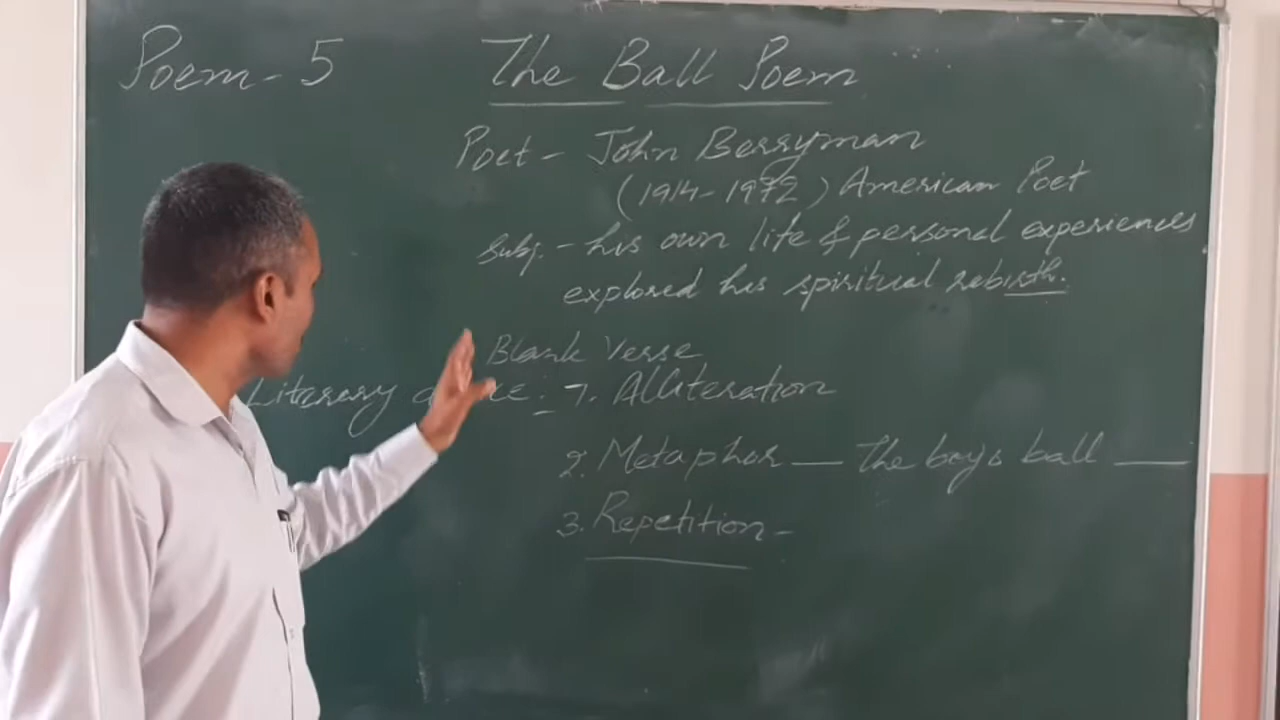 Poem - 5
The Ball Poem
Poet - John Berryman
(1914-1972) American Poet
Subj. - his own life & personal experiences
explored his spiritual rebirth.
Blank Verse
Literary :- 1. Alliteration
2. Metaphor — The boy's ball —
3. Repetition -